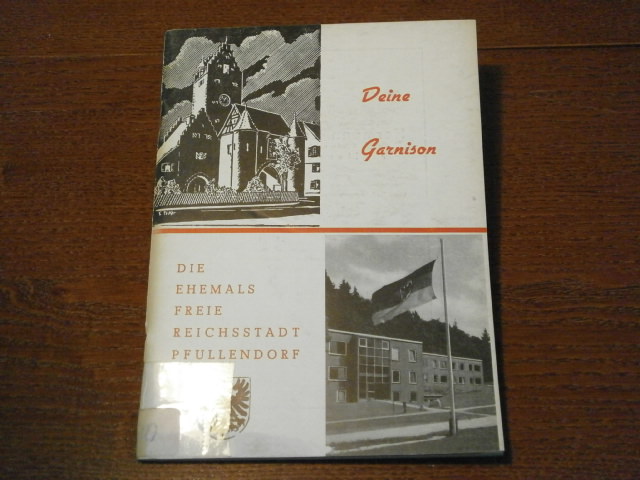 Deine
Garnison
DIE
EHEMALS
FREIE
REICHSSTADT
PFULLENDORF